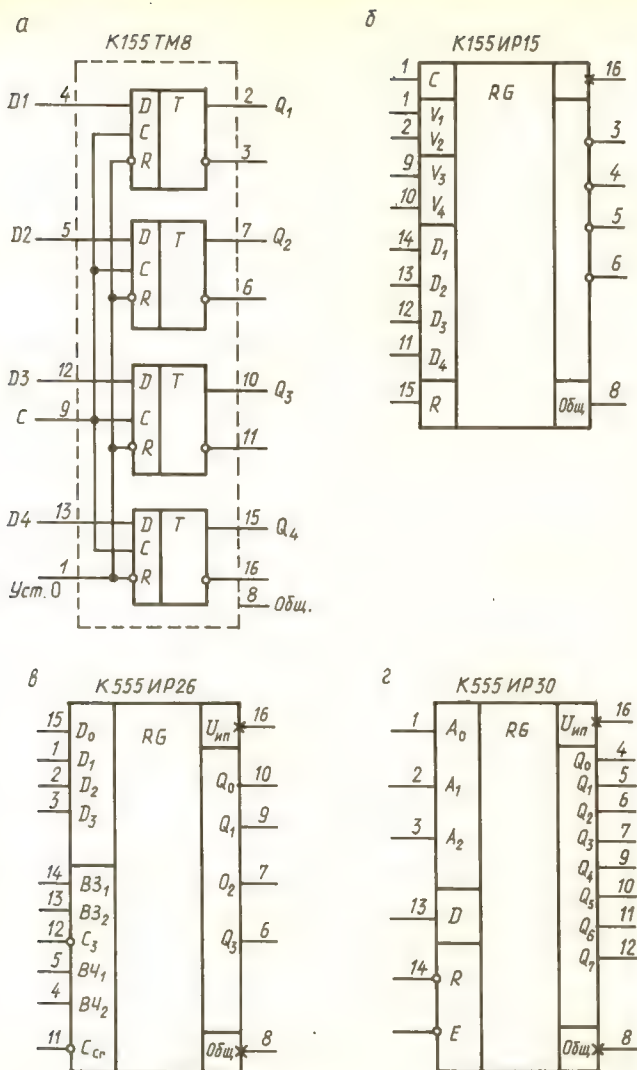 а
К155ТМ8
D1 4 D T 2 Q1
C
R 3
D2 5 D T 7 Q2
C
R 6
D3 12 D T 10 Q3
C 9 C
R 11
D4 13 D T 15 Q4
C
Уст. 0 1 R 16
8 Общ.
б
К155ИР15
1 C RG 16
1 V1
2 V2 3
9 V3 4
10 V4 5
14 D1
13 D2 6
12 D3
11 D4
15 R Общ 8
в
К555ИР26
15 D0 RG Uип 16
1 D1
2 D2 Q0 10
3 D3 Q1 9
14 ВЗ1 O2 7
13 ВЗ2
12 C3 Q3 6
5 ВЧ1
4 ВЧ2
11 Cсг Общ 8
г
К555ИР30
1 A0 RG Uип 16
Q0 4
2 A1 Q1 5
Q2 6
3 A2 Q3 7
Q4 9
13 D Q5 10
Q6 11
14 R Q7 12
E Общ 8